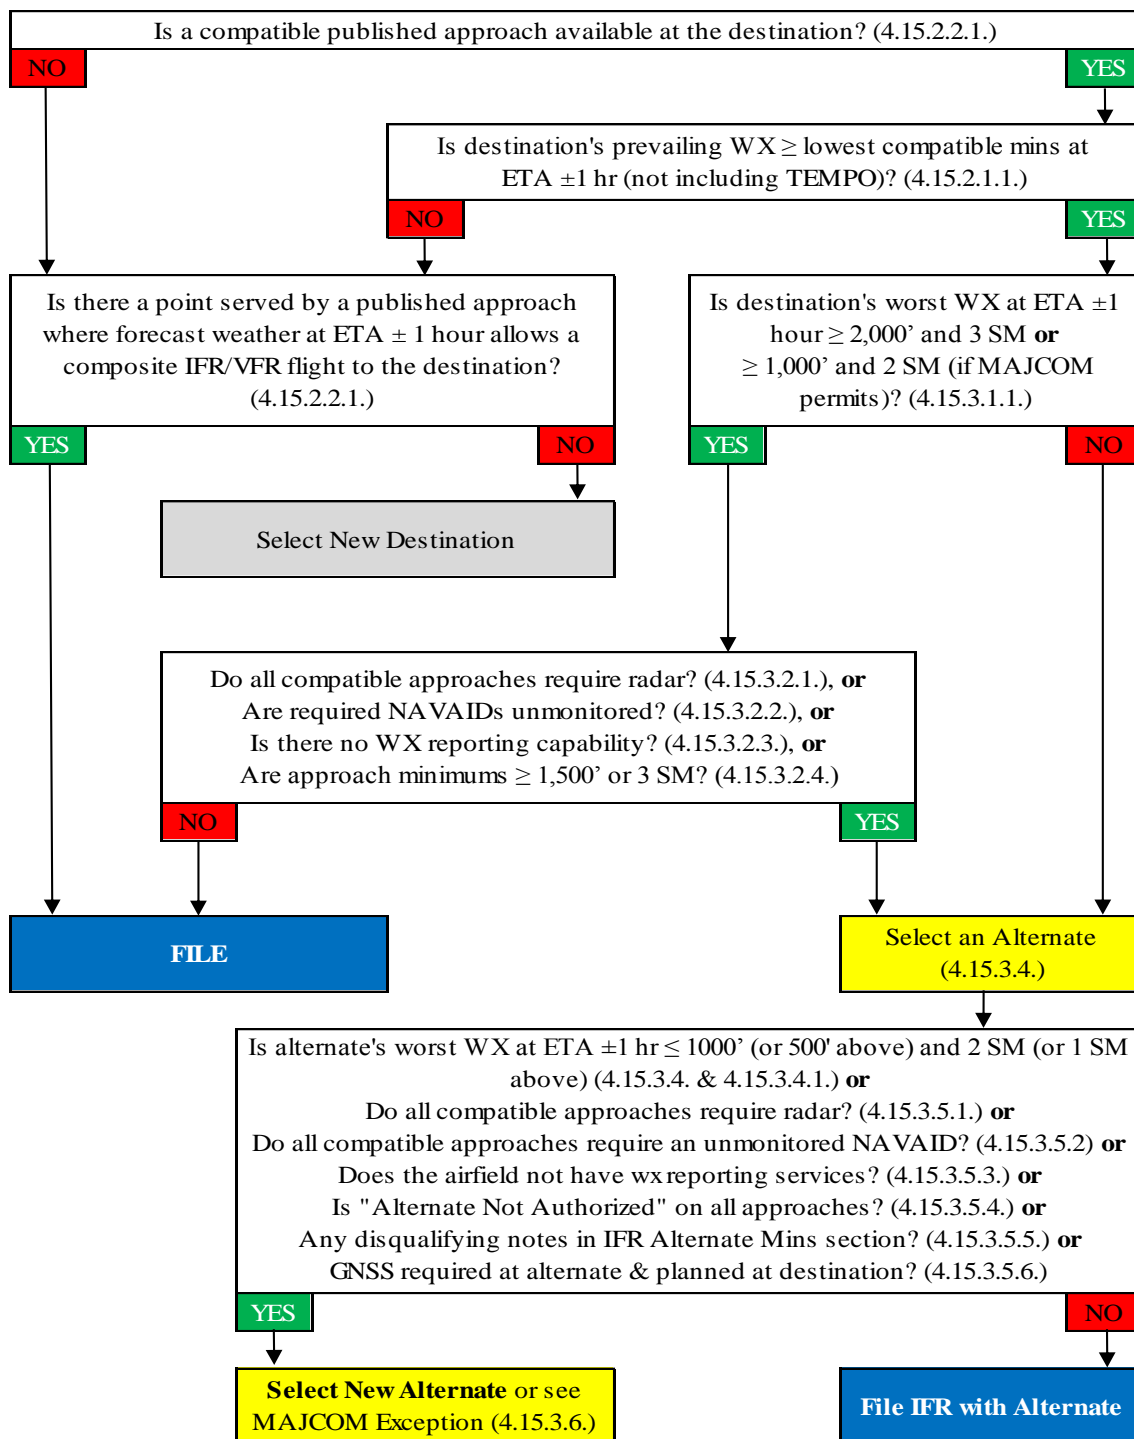 Is a compatible published approach available at the destination? (4.15.2.2.1.)
NO
YES
Is destination's prevailing WX ≥ lowest compatible mins at
ETA ±1 hr (not including TEMPO)? (4.15.2.1.1.)
NO
YES
Is there a point served by a published approach
where forecast weather at ETA ± 1 hour allows a
composite IFR/VFR flight to the destination?
(4.15.2.2.1.)
YES
NO
Is destination's worst WX at ETA ±1
hour ≥ 2,000’ and 3 SM or
≥ 1,000’ and 2 SM (if MAJCOM
permits)? (4.15.3.1.1.)
YES
NO
Select New Destination
Do all compatible approaches require radar? (4.15.3.2.1.), or
Are required NAVAIDs unmonitored? (4.15.3.2.2.), or
Is there no WX reporting capability? (4.15.3.2.3.), or
Are approach minimums ≥ 1,500’ or 3 SM? (4.15.3.2.4.)
NO
YES
FILE
Select an Alternate
(4.15.3.4.)
Is alternate's worst WX at ETA ±1 hr ≤ 1000’ (or 500' above) and 2 SM (or 1 SM
above) (4.15.3.4. & 4.15.3.4.1.) or
Do all compatible approaches require radar? (4.15.3.5.1.) or
Do all compatible approaches require an unmonitored NAVAID? (4.15.3.5.2) or
Does the airfield not have wx reporting services? (4.15.3.5.3.) or
Is "Alternate Not Authorized" on all approaches? (4.15.3.5.4.) or
Any disqualifying notes in IFR Alternate Mins section? (4.15.3.5.5.) or
GNSS required at alternate & planned at destination? (4.15.3.5.6.)
YES
NO
Select New Alternate or see
MAJCOM Exception (4.15.3.6.)
File IFR with Alternate